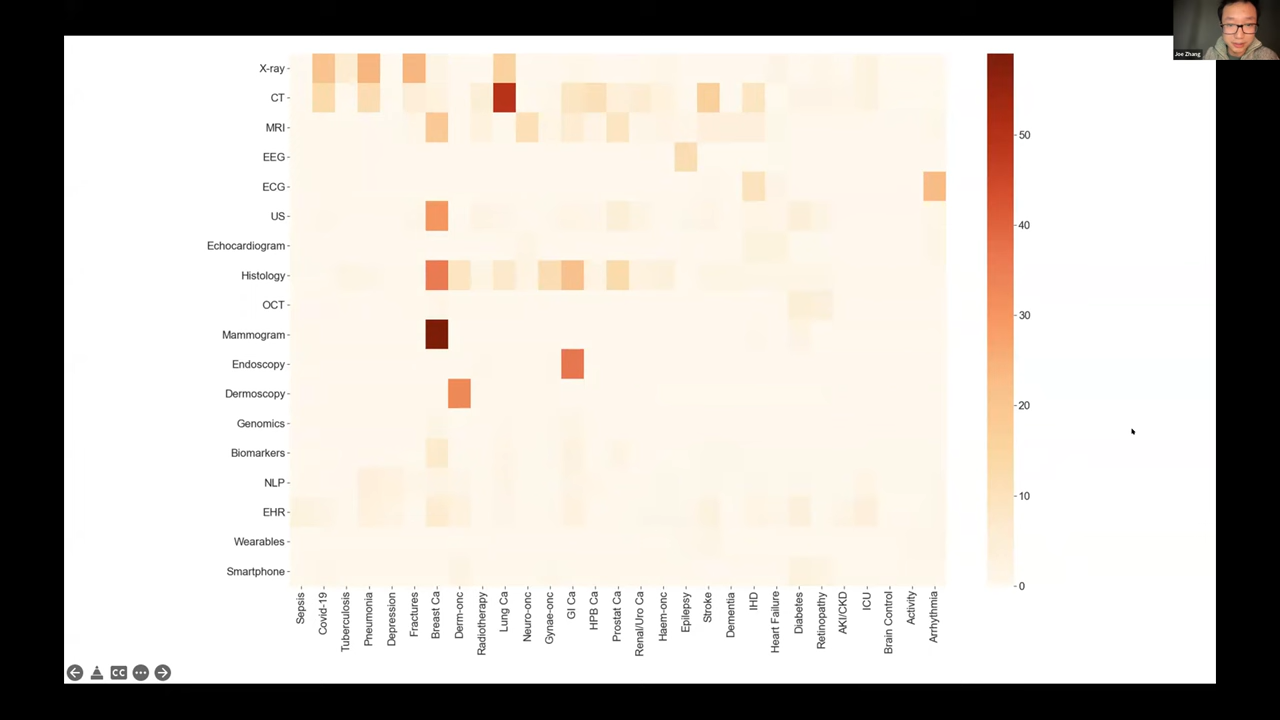 Joe Zhang
X-ray
CT
MRI
EEG
ECG
US
Echocardiogram
Histology
OCT
Mammogram
Endoscopy
Dermoscopy
Genomics
Biomarkers
NLP
EHR
Wearables
Smartphone
50
40
30
20
10
0
Sepsis
Covid-19
Tuberculosis
Pneumonia
Depression
Fractures
Breast Ca
Derm-onc
Radiotherapy
Lung Ca
Neuro-onc
Gynae-onc
GI Ca
HPB Ca
Prostat Ca
Renal/Uro Ca
Haem-onc
Epilepsy
Stroke
Dementia
IHD
Heart Failure
Diabetes
Retinopathy
AKI/CKD
ICU
Brain Control
Activity
Arrhythmia
CC